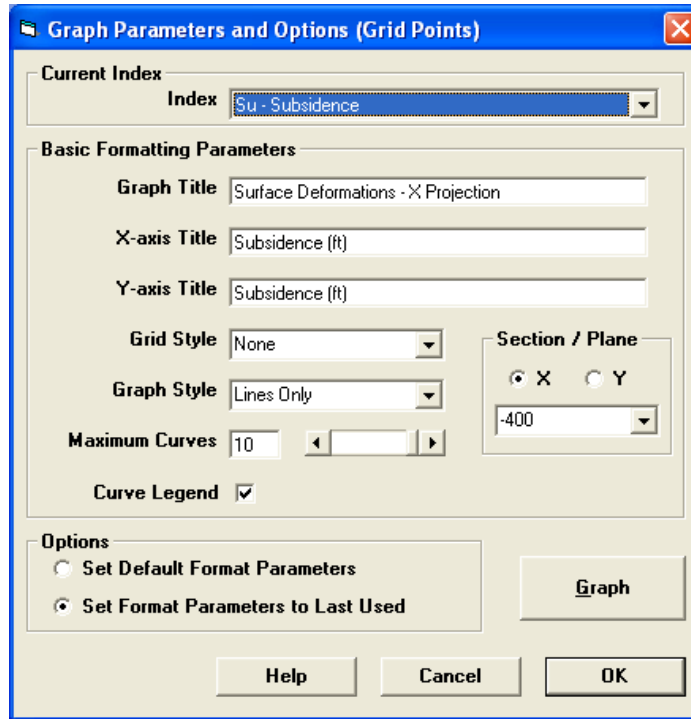 Graph Parameters and Options (Grid Points)
Current Index
Index Su - Subsidence
Basic Formatting Parameters
Graph Title Surface Deformations - X Projection
X-axis Title Subsidence (ft)
Y-axis Title Subsidence (ft)
Grid Style None
Section / Plane
X Y
Graph Style Lines Only
-400
Maximum Curves 10
Curve Legend
Options
Set Default Format Parameters
Set Format Parameters to Last Used
Graph
Help Cancel OK